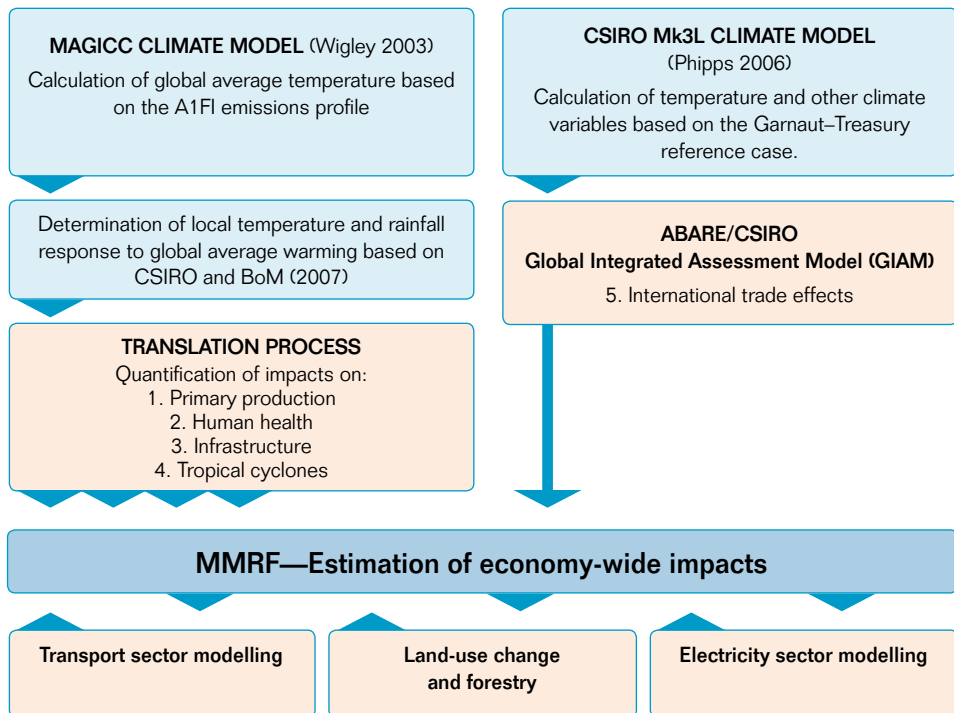 MAGICC CLIMATE MODEL (Wigley 2003)
Calculation of global average temperature based
on the A1FI emissions profile
CSIRO Mk3L CLIMATE MODEL
(Phipps 2006)
Calculation of temperature and other climate
variables based on the Garnaut–Treasury
reference case.
Determination of local temperature and rainfall
response to global average warming based on
CSIRO and BoM (2007)
ABARE/CSIRO
Global Integrated Assessment Model (GIAM)
5. International trade effects
TRANSLATION PROCESS
Quantification of impacts on:
1. Primary production
2. Human health
3. Infrastructure
4. Tropical cyclones
MMRF—Estimation of economy-wide impacts
Transport sector modelling
Land-use change
and forestry
Electricity sector modelling